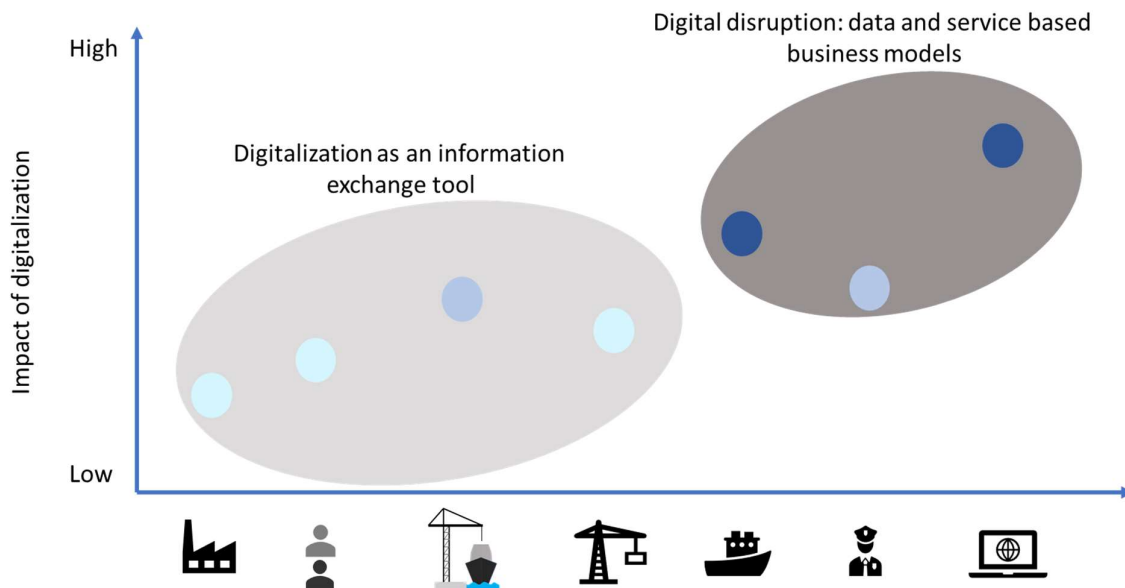 Digital disruption: data and service based
business models
High
Digitalization as an information
exchange tool
Impact of digitalization
Low